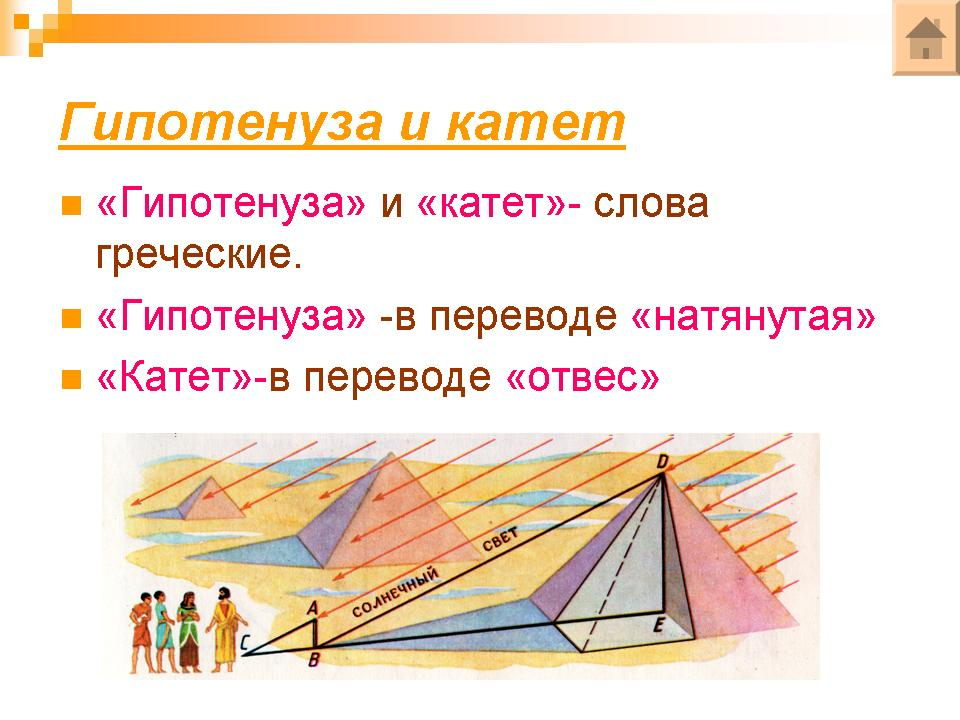 Гипотенуза и катет
«Гипотенуза» и «катет»- слова
греческие.
«Гипотенуза» -в переводе «натянутая»
«Катет»-в переводе «отвес»
D
СОЛНЕЧНЫЙ СВЕТ
A
C
B
E